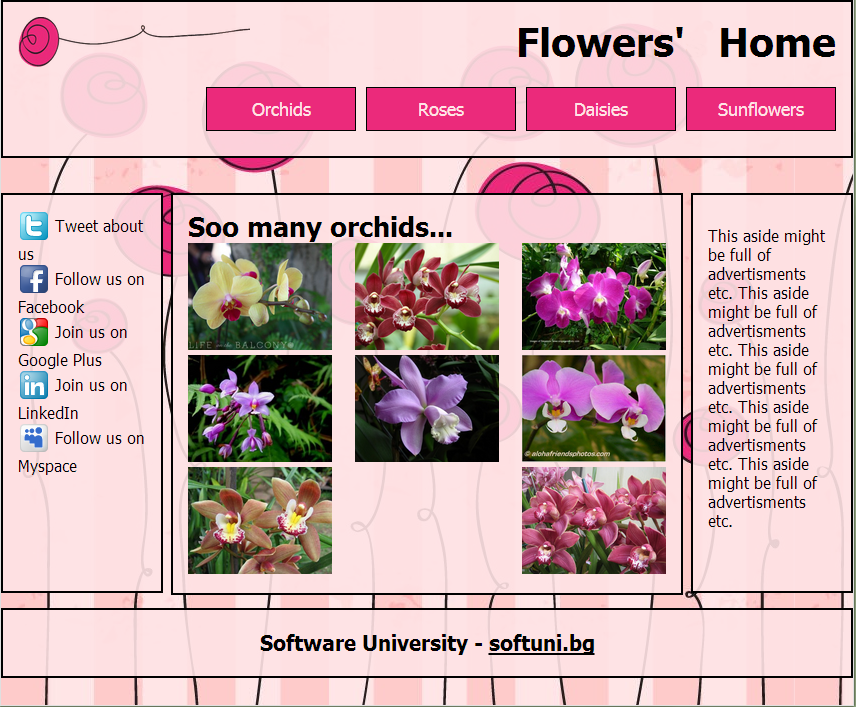 Flowers' Home
Orchids Roses Daisies Sunflowers
Tweet about
us
Follow us on
Facebook
Join us on
Google Plus
Join us on
LinkedIn
Follow us on
Myspace
Soo many orchids...
LIFE on the BALCONY
© alohafriendsphotos.com
This aside might
be full of
advertisments
etc. This aside
might be full of
advertisments
etc. This aside
might be full of
advertisments
etc. This aside
might be full of
advertisments
etc. This aside
might be full of
advertisments
etc.
Software University - softuni.bg